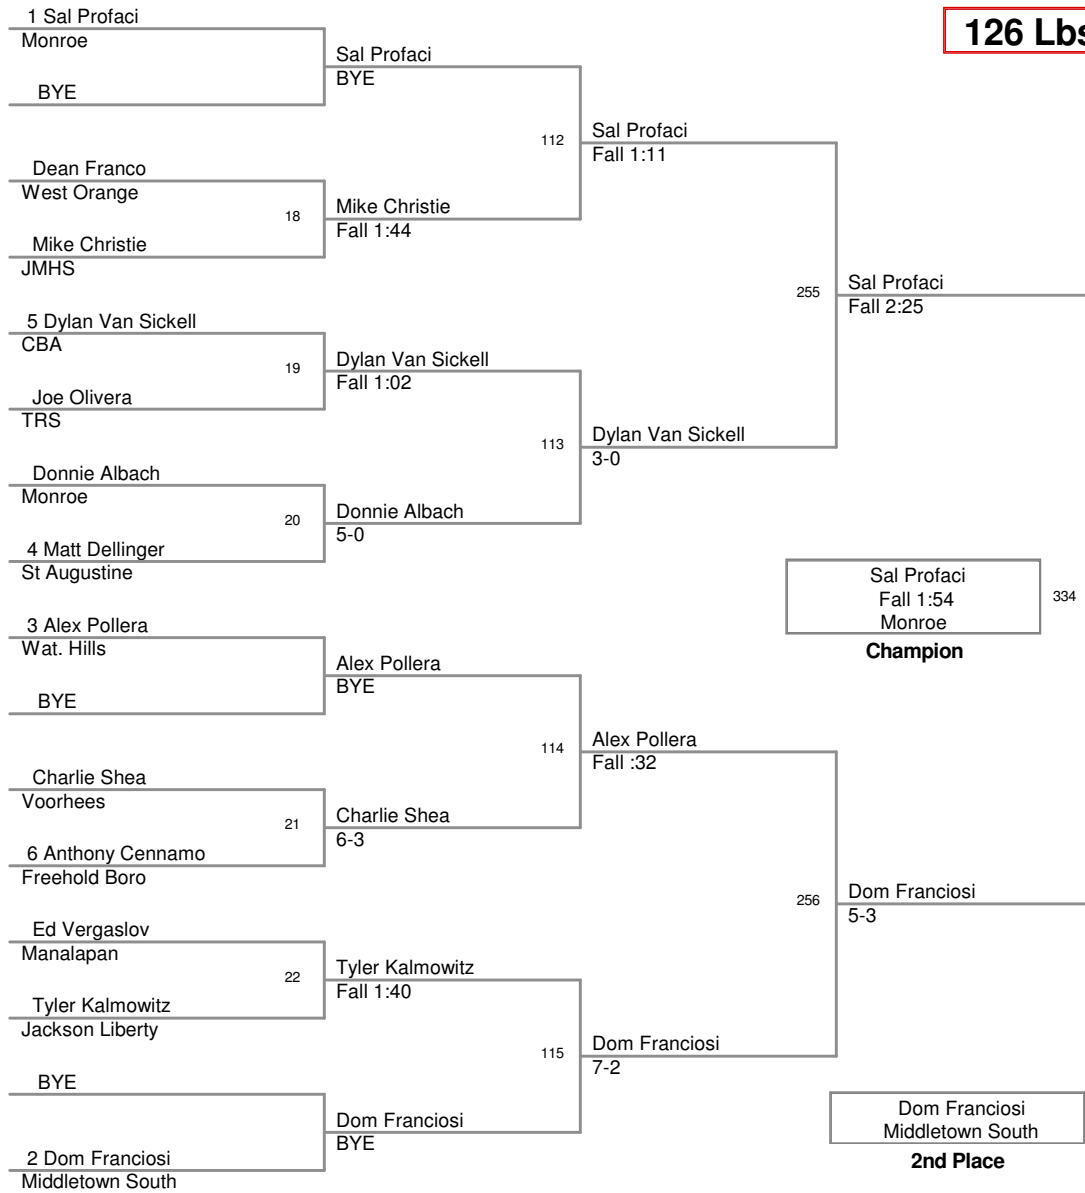 1 Sal Profaci
Monroe
BYE
Dean Franco
West Orange
18
Mike Christie
JMHS
5 Dylan Van Sickell
CBA
19
Joe Olivera
TRS
Donnie Albach
Monroe
20
4 Matt Dellinger
St Augustine
3 Alex Pollera
Wat. Hills
BYE
Charlie Shea
Voorhees
21
6 Anthony Cennamo
Freehold Boro
Ed Vergaslov
Manalapan
22
Tyler Kalmowitz
Jackson Liberty
BYE
2 Dom Franciosi
Middletown South
Sal Profaci
BYE
112
Mike Christie
Fall 1:44
Dylan Van Sickell
Fall 1:02
113
Donnie Albach
5-0
Alex Pollera
BYE
114
Charlie Shea
6-3
Tyler Kalmowitz
Fall 1:40
115
Dom Franciosi
BYE
Sal Profaci
Fall 1:11
255
Dylan Van Sickell
3-0
Alex Pollera
Fall :32
256
Dom Franciosi
7-2
126 Lbs
Sal Profaci
Fall 2:25
Sal Profaci
Fall 1:54
Monroe
334
Champion
Dom Franciosi
5-3
Dom Franciosi
Middletown South
2nd Place